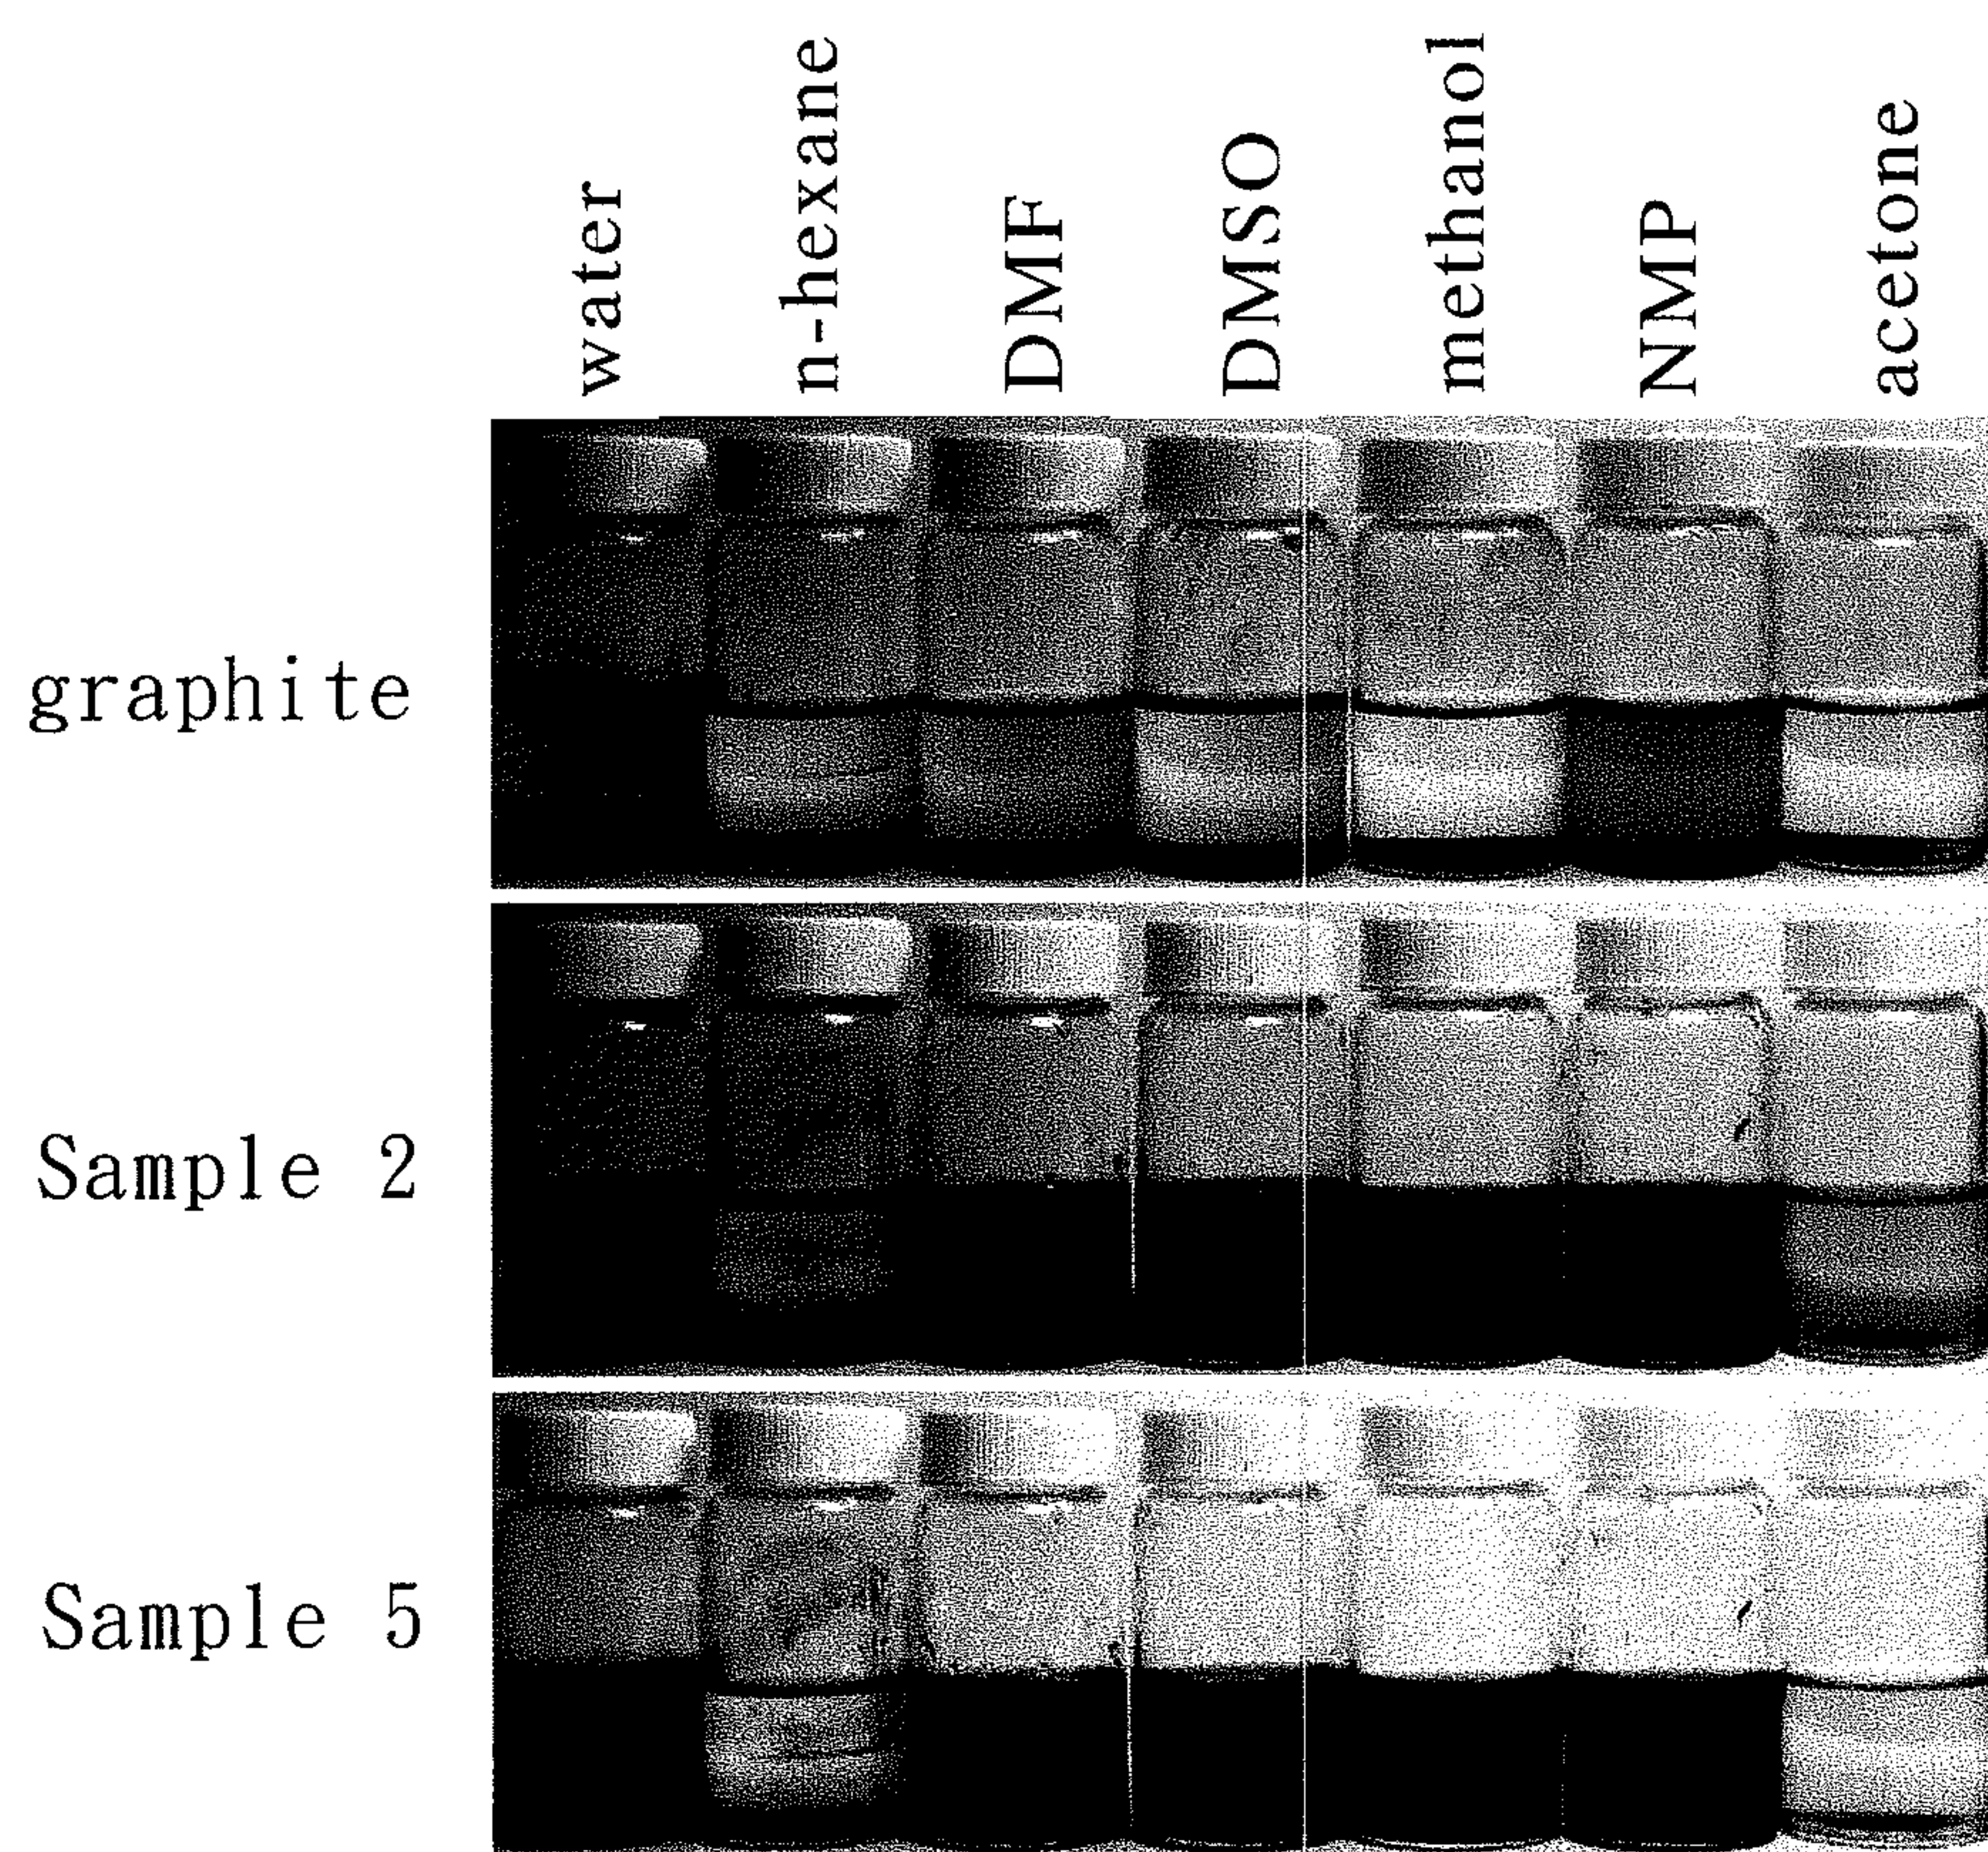 water
n-hexane
DMF
DMSO
methanol
NMP
acetone
graphite
Sample 2
Sample 5